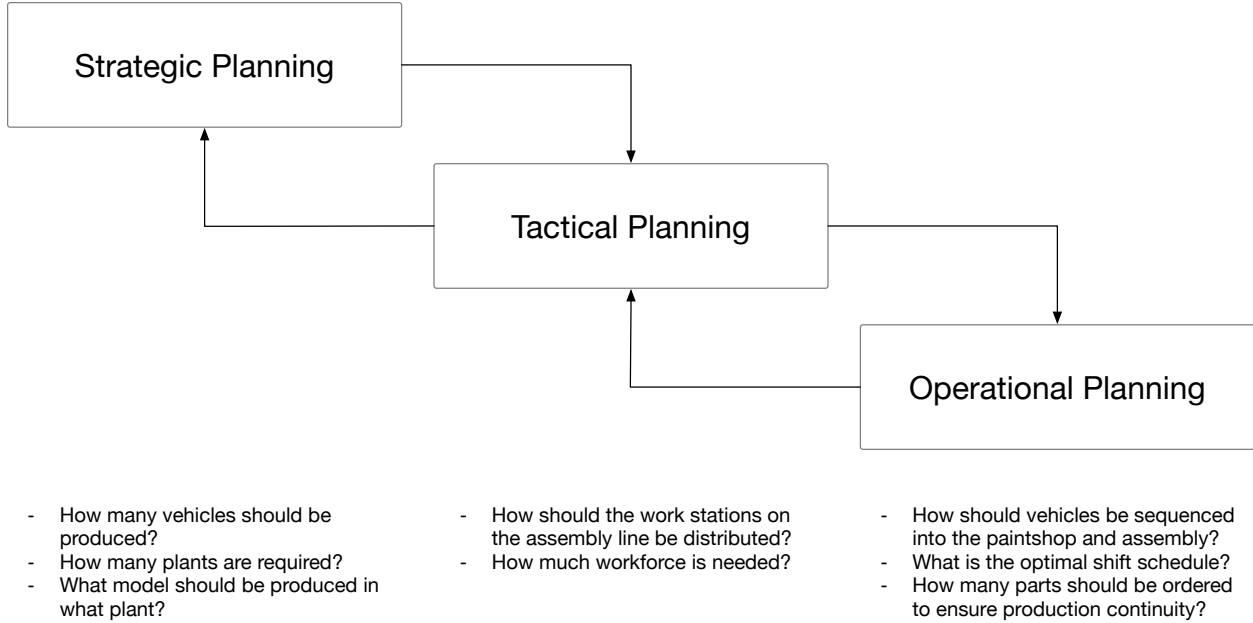 Strategic Planning
Tactical Planning
Operational Planning
- How many vehicles should be
produced?
- How many plants are required?
- What model should be produced in
what plant?
- How should the work stations on
the assembly line be distributed?
- How much workforce is needed?
- How should vehicles be sequenced
into the paintshop and assembly?
- What is the optimal shift schedule?
- How many parts should be ordered
to ensure production continuity?